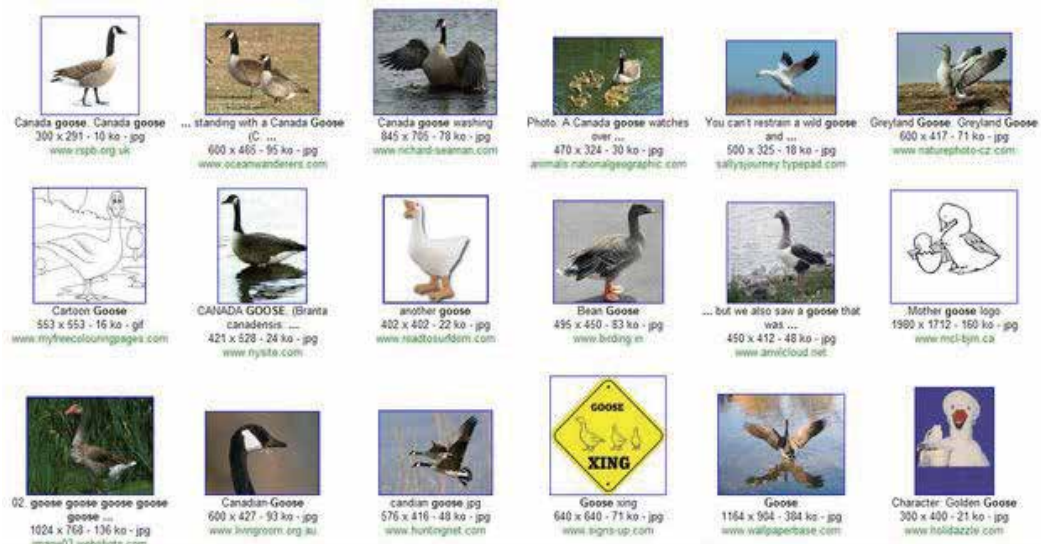 Canada goose. Canada goose
300 x 291 - 10 ko - jpg
www.rspb.org.uk
... standing with a Canada Goose
(C ...
600 x 465 - 95 ko - jpg
www.oceanwanderers.com
Canada goose washing
845 x 705 - 78 ko - jpg
www.richard-seaman.com
Photo: A Canada goose watches
over ...
470 x 324 - 30 ko - jpg
animals.nationalgeographic.com
You can't restrain a wild goose
and ...
500 x 325 - 18 ko - jpg
sallysjourney.typepad.com
Greyland Goose. Greyland Goose
600 x 417 - 71 ko - jpg
www.naturephoto-cz.com
Cartoon Goose
553 x 553 - 16 ko - gif
www.myfreecolouringpages.com
CANADA GOOSE. (Branta
canadensis. ...
421 x 528 - 24 ko - jpg
www.nysite.com
another goose
402 x 402 - 22 ko - jpg
www.roadtosurfdom.com
Bean Goose
495 x 450 - 83 ko - jpg
www.birding.in
... but we also saw a goose that
was ...
450 x 412 - 48 ko - jpg
www.anvilcloud.net
Mother goose logo
1980 x 1712 - 160 ko - jpg
www.mcl-bjm.ca
02. goose goose goose goose
goose ...
1024 x 768 - 136 ko - jpg
Canadian-Goose
600 x 427 - 93 ko - jpg
www.livingroom.org.au
candian goose.jpg
576 x 416 - 48 ko - jpg
www.huntingnet.com
GOOSE
XING
Goose xing
640 x 640 - 71 ko - jpg
www.signs-up.com
Goose.
1164 x 904 - 384 ko - jpg
www.wallpaperbase.com
Character: Golden Goose
300 x 400 - 21 ko - jpg
www.holidazzle.com